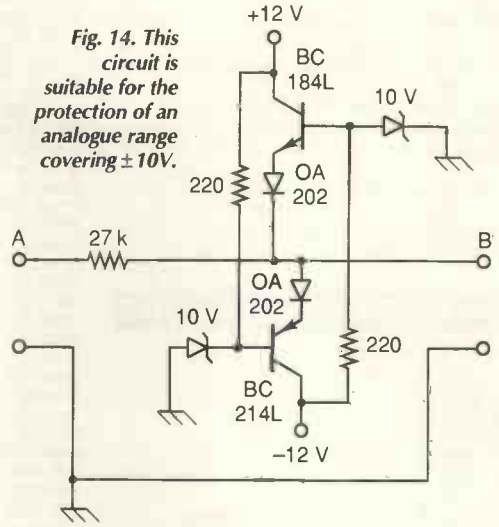 Fig. 14. This
circuit is
suitable for the
protection of an
analogue range
covering ±10V.
+12 V
BC
184L
10 V
220
OA
202
A
27 k
B
OA
202
10 V
220
BC
214L
−12 V